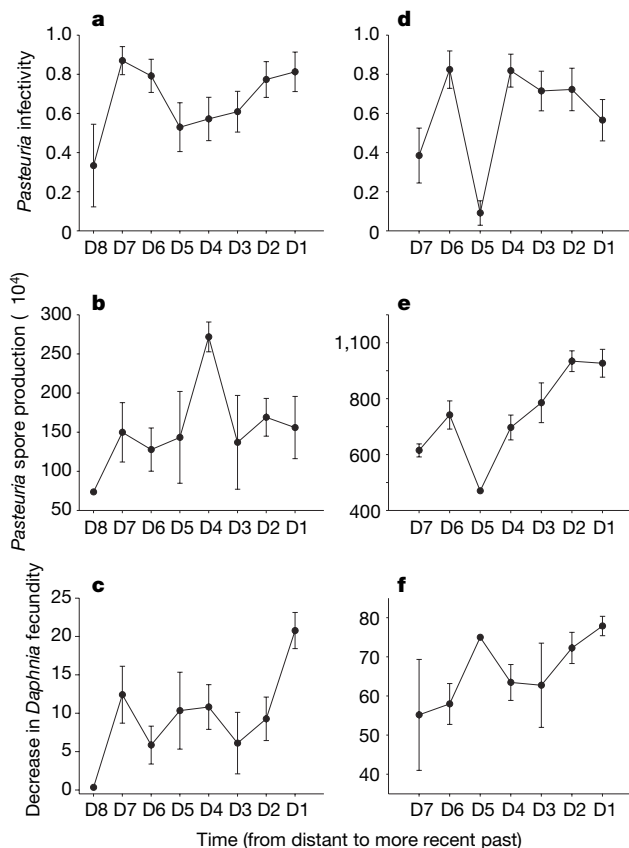 a
d
1.0
0.8
0.6
0.4
0.2
0
1.0
0.8
0.6
0.4
0.2
0
Pasteuria infectivity
D8 D7 D6 D5 D4 D3 D2 D1
D7 D6 D5 D4 D3 D2 D1
b
e
300
250
200
150
100
50
1,100
800
600
400
Pasteuria spore production ( 10⁴)
D8 D7 D6 D5 D4 D3 D2 D1
D7 D6 D5 D4 D3 D2 D1
c
f
25
20
15
10
5
0
80
70
60
50
40
Decrease in Daphnia fecundity
D8 D7 D6 D5 D4 D3 D2 D1
D7 D6 D5 D4 D3 D2 D1
Time (from distant to more recent past)